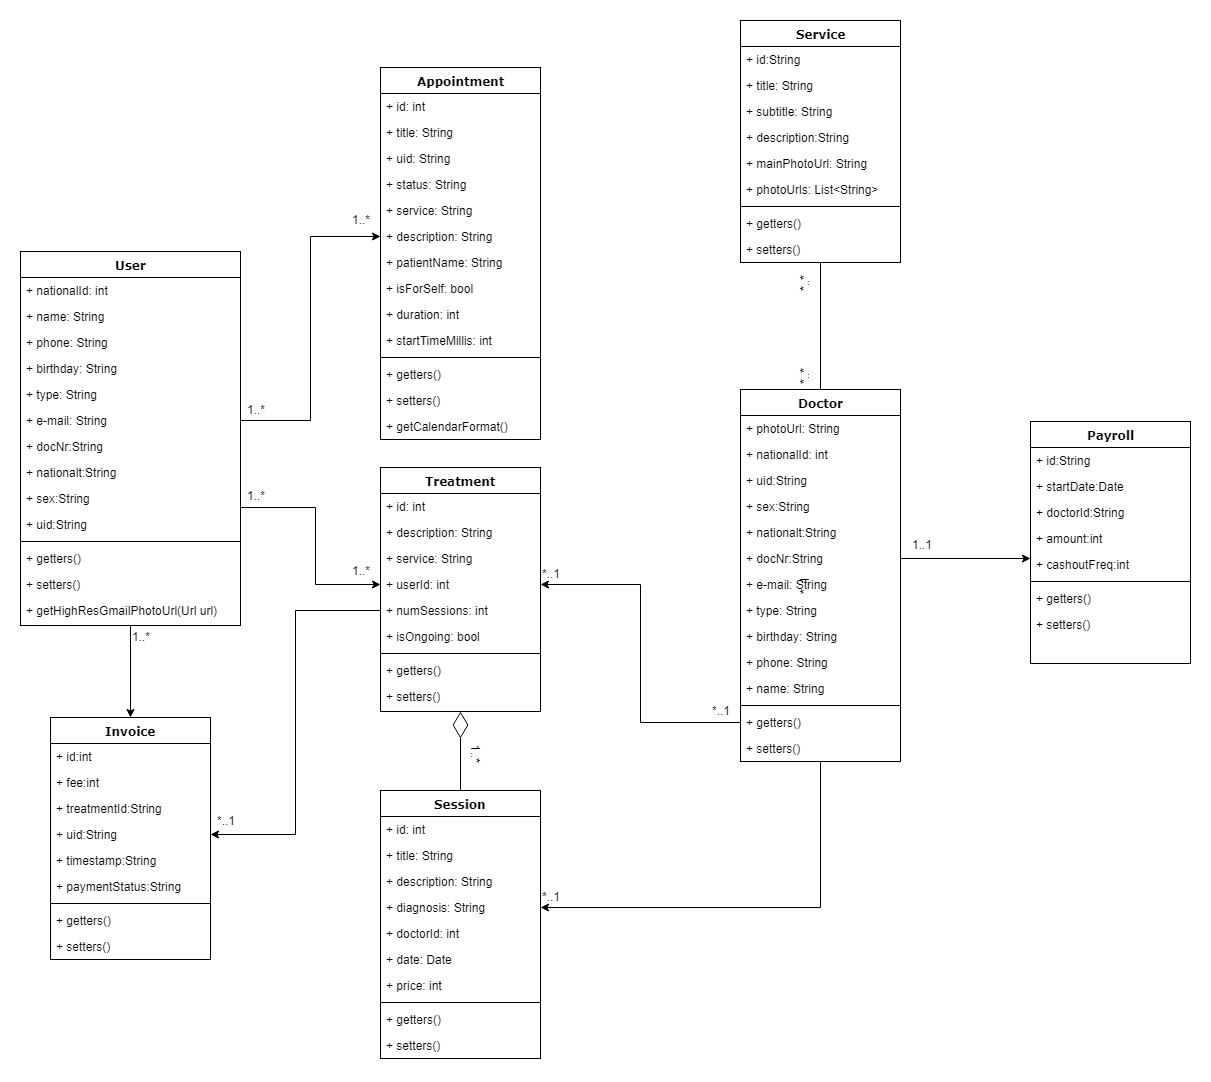 Service
+ id:String
+ title: String
+ subtitle: String
+ description:String
+ mainPhotoUrl: String
+ photoUrls: List<String>
+ getters()
+ setters()
Appointment
+ id: int
+ title: String
+ uid: String
+ status: String
+ service: String
+ description: String
+ patientName: String
+ isForSelf: bool
+ duration: int
+ startTimeMillis: int
+ getters()
+ setters()
+ getCalendarFormat()
1..*
1..*
User
+ nationalId: int
+ name: String
+ phone: String
+ birthday: String
+ type: String
+ e-mail: String
+ docNr:String
+ nationalt:String
+ sex:String
+ uid:String
+ getters()
+ setters()
+ getHighResGmailPhotoUrl(Url url)
1..*
1..*
1..*
Treatment
+ id: int
+ description: String
+ service: String
+ userId: int
+ numSessions: int
+ isOngoing: bool
+ getters()
+ setters()
*..*
*..*
Doctor
+ photoUrl: String
+ nationalId: int
+ uid:String
+ sex:String
+ nationalt:String
+ docNr:String
+ e-mail: String
+ type: String
+ birthday: String
+ phone: String
+ name: String
+ getters()
+ setters()
*..1
*..1
1..1
Payroll
+ id:String
+ startDate:Date
+ doctorId:String
+ amount:int
+ cashoutFreq:int
+ getters()
+ setters()
Invoice
+ id:int
+ fee:int
+ treatmentId:String
+ uid:String
+ timestamp:String
+ paymentStatus:String
+ getters()
+ setters()
*..1
1..*
Session
+ id: int
+ title: String
+ description: String
+ diagnosis: String
+ doctorId: int
+ date: Date
+ price: int
+ getters()
+ setters()
*..1